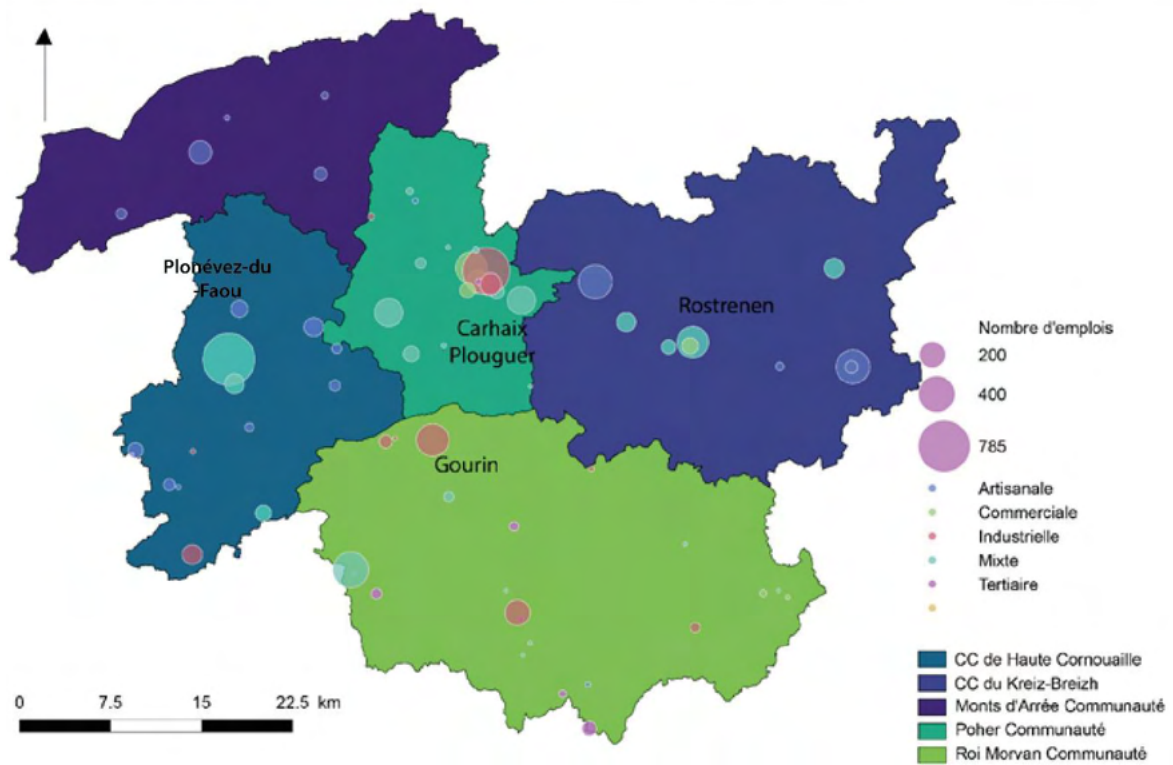 Plonévez-du
-Faou
Rostrenen
Carhaix
Plouguer
Gourin
Nombre d'emplois
200
400
785
Artisanale
Commerciale
Industrielle
Mixte
Tertiaire
CC de Haute Cornouaille
CC du Kreiz-Breizh
Monts d'Arrée Communauté
Poher Communauté
Roi Morvan Communauté
0 7.5 15 22.5 km